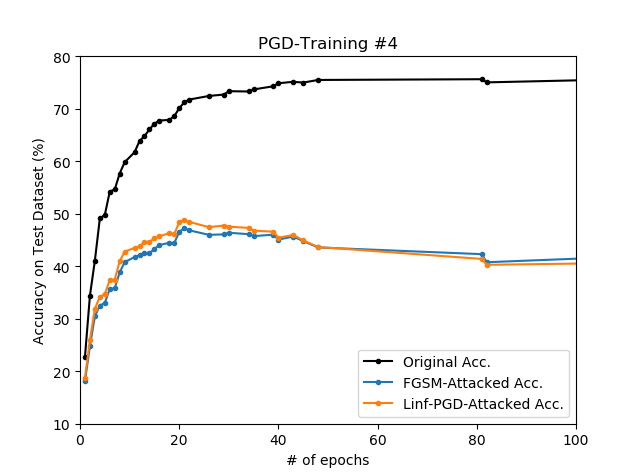 PGD-Training #4
Accuracy on Test Dataset (%)
80
70
60
50
40
30
20
10
0
20
40
60
80
100
# of epochs
Original Acc.
FGSM-Attacked Acc.
Linf-PGD-Attacked Acc.